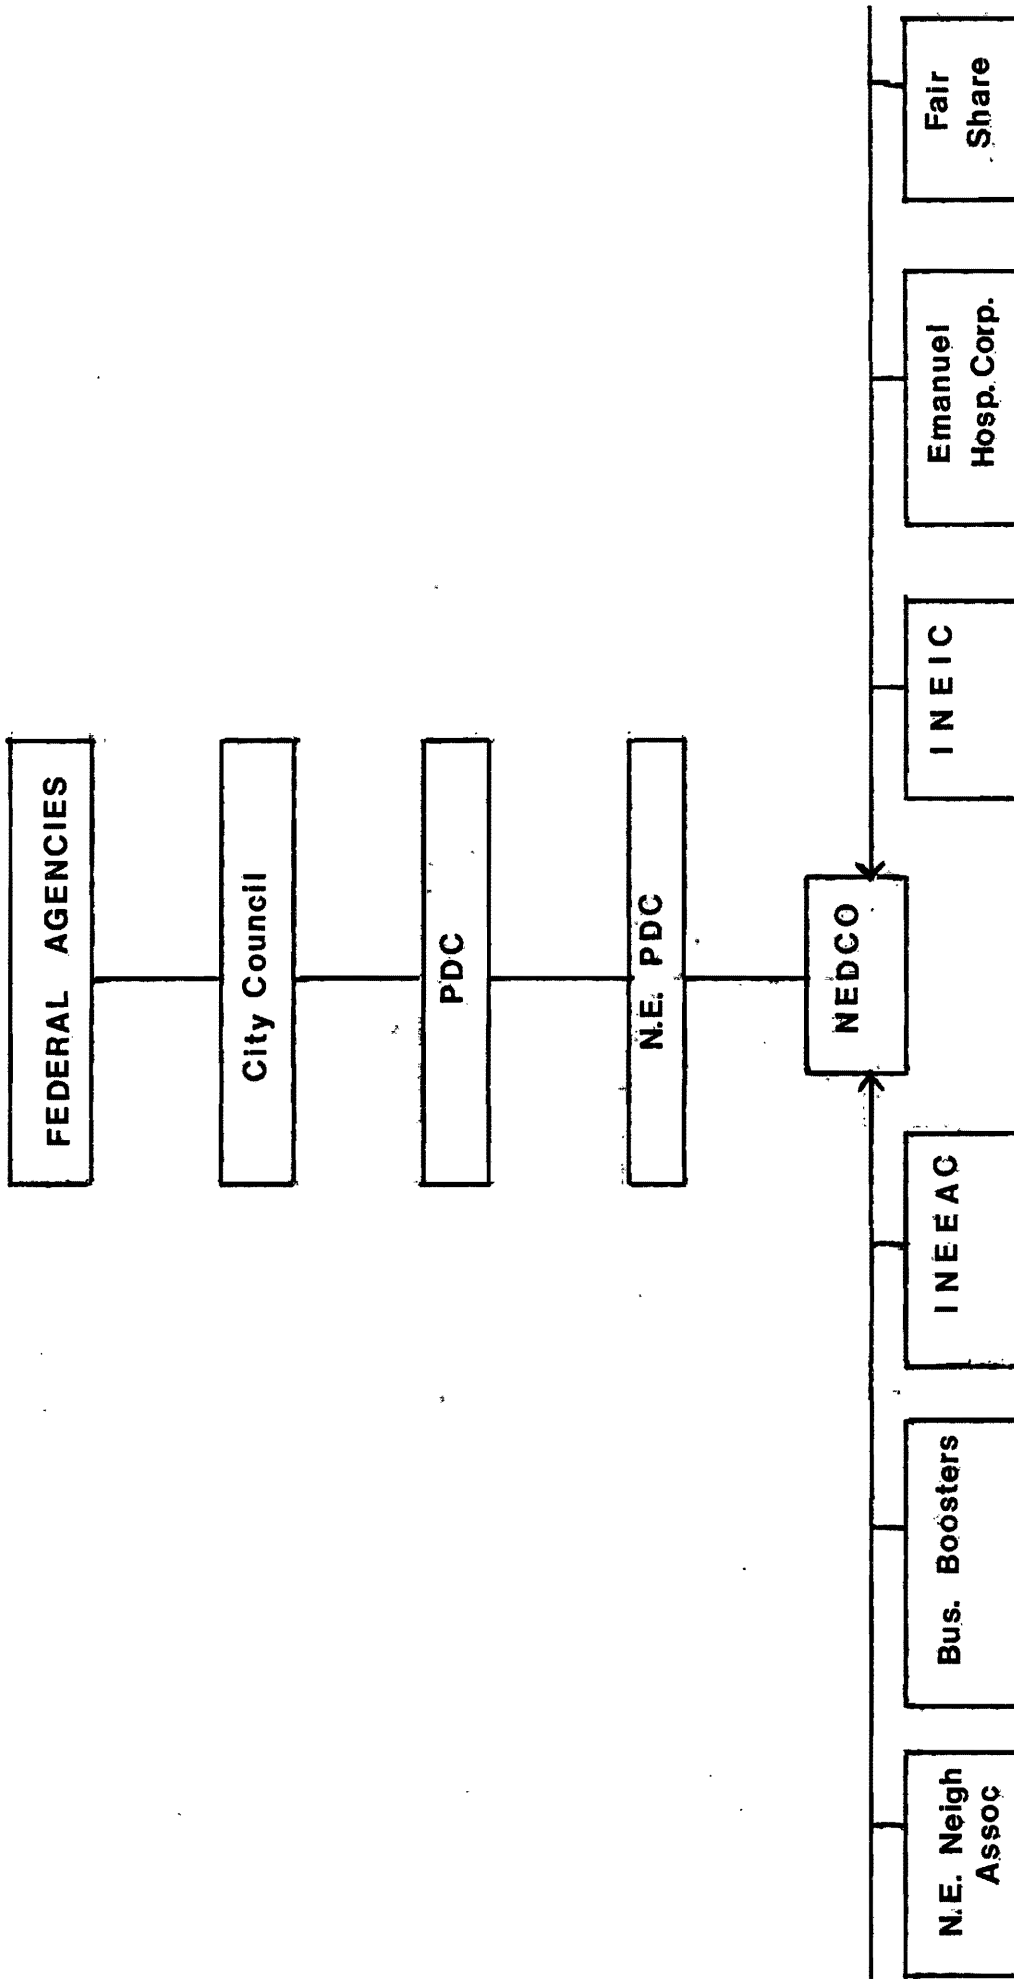 FEDERAL AGENCIES
City Council
PDC
N.E. PDC
NEDCO
N.E. Neigh
Assoc
Bus. Boosters
INEEAC
INEIC
Emanuel
Hosp. Corp.
Fair
Share